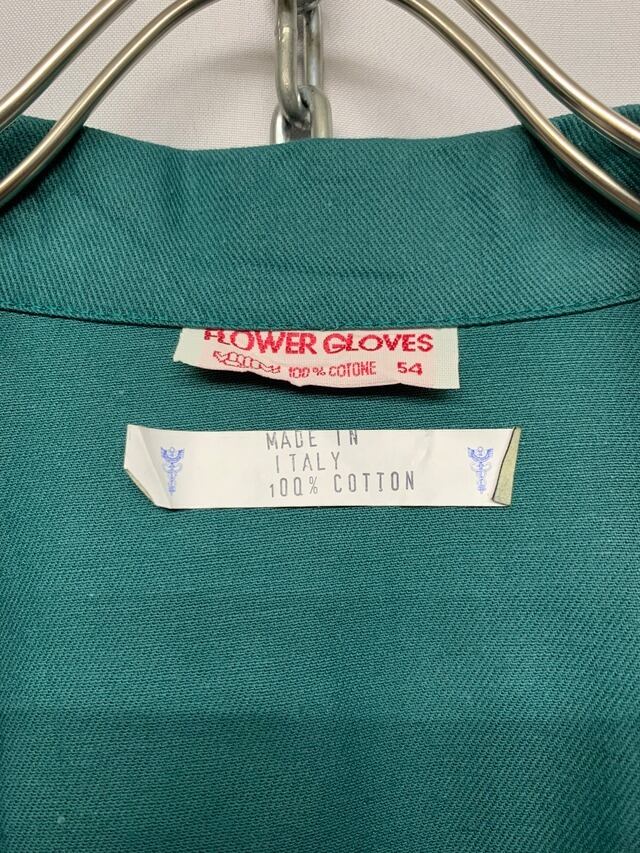 FLOWER GLOVES
100% COTONE 54
MADE IN
ITALY
100% COTTON